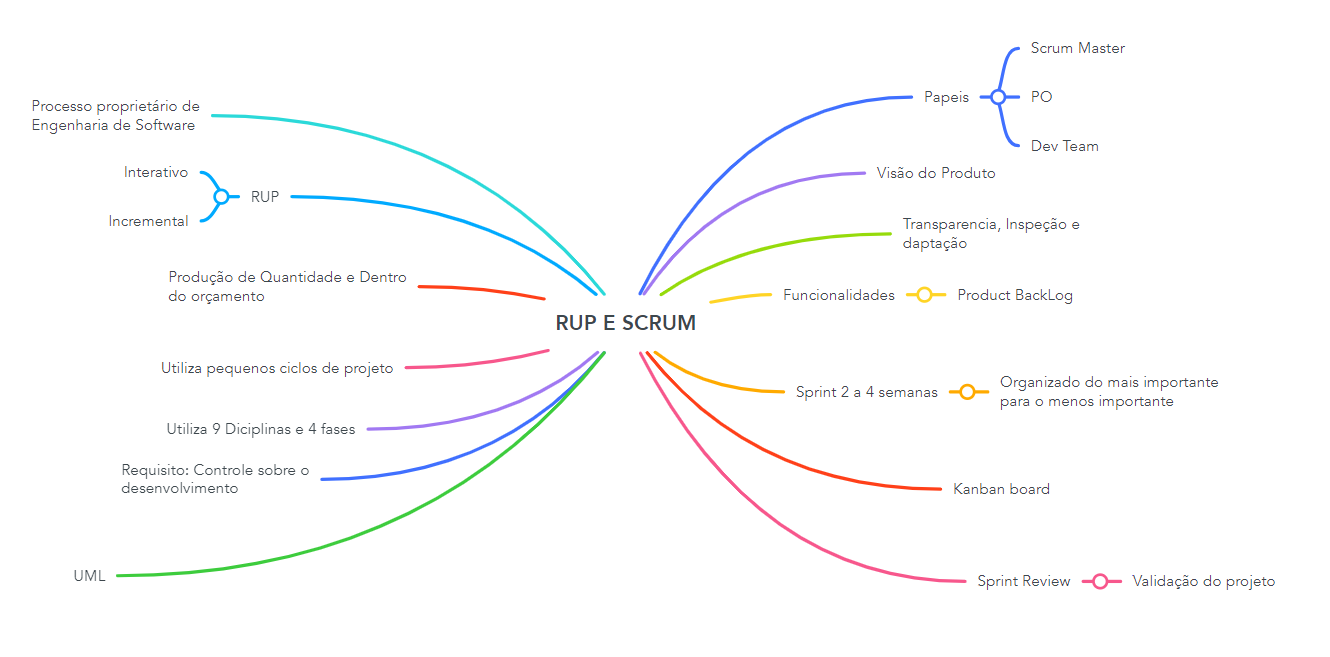 RUP E SCRUM
Processo proprietário de
Engenharia de Software
RUP
Interativo
Incremental
Produção de Quantidade e Dentro
do orçamento
Utiliza pequenos ciclos de projeto
Utiliza 9 Diciplinas e 4 fases
Requisito: Controle sobre o
desenvolvimento
UML
Papeis
Scrum Master
PO
Dev Team
Visão do Produto
Transparencia, Inspeção e
daptação
Funcionalidades
Product BackLog
Sprint 2 a 4 semanas
Organizado do mais importante
para o menos importante
Kanban board
Sprint Review
Validação do projeto